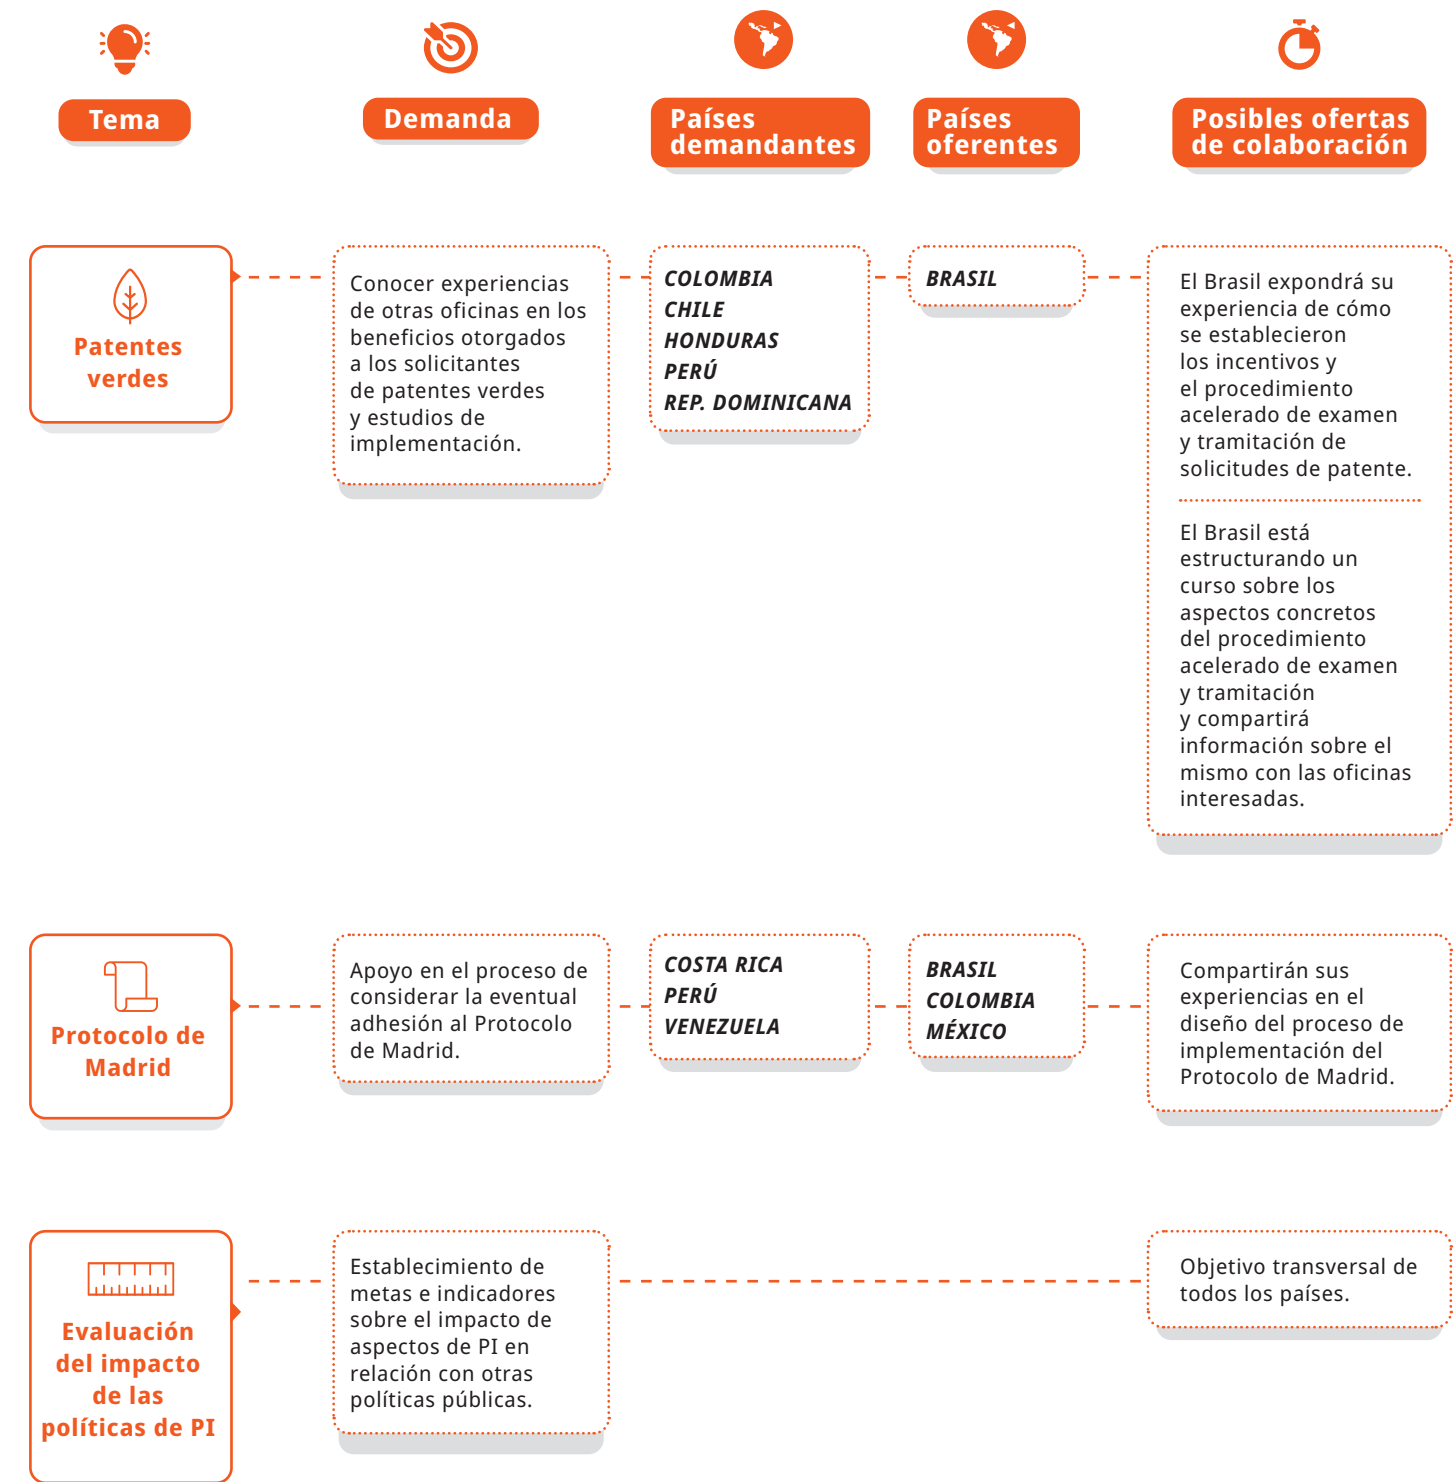 Tema
Demanda
Países
demandantes
Países
oferentes
Posibles ofertas
de colaboración
Patentes
verdes
Conocer experiencias
de otras oficinas en los
beneficios otorgados
a los solicitantes
de patentes verdes
y estudios de
implementación.
COLOMBIA
CHILE
HONDURAS
PERÚ
REP. DOMINICANA
BRASIL
El Brasil expondrá su
experiencia de cómo
se establecieron
los incentivos y
el procedimiento
acelerado de examen
y tramitación de
solicitudes de patente.
El Brasil está
estructurando un
curso sobre los
aspectos concretos
del procedimiento
acelerado de examen
y tramitación
y compartirá
información sobre el
mismo con las oficinas
interesadas.
Protocolo de
Madrid
Apoyo en el proceso de
considerar la eventual
adhesión al Protocolo
de Madrid.
COSTA RICA
PERÚ
VENEZUELA
BRASIL
COLOMBIA
MÉXICO
Compartirán sus
experiencias en el
diseño del proceso de
implementación del
Protocolo de Madrid.
Evaluación
del impacto
de las
políticas de PI
Establecimiento de
metas e indicadores
sobre el impacto de
aspectos de PI en
relación con otras
políticas públicas.
Objetivo transversal de
todos los países.